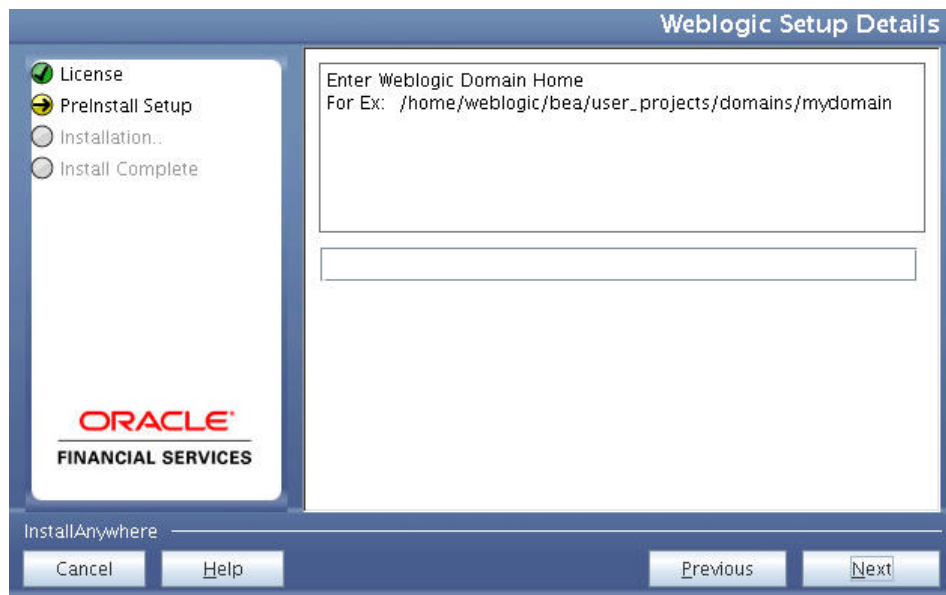 Weblogic Setup Details
License
PreInstall Setup
Installation..
Install Complete
Enter Weblogic Domain Home
For Ex: /home/weblogic/bea/user_projects/domains/mydomain
ORACLE
FINANCIAL SERVICES
InstallAnywhere
Cancel
Help
Previous
Next